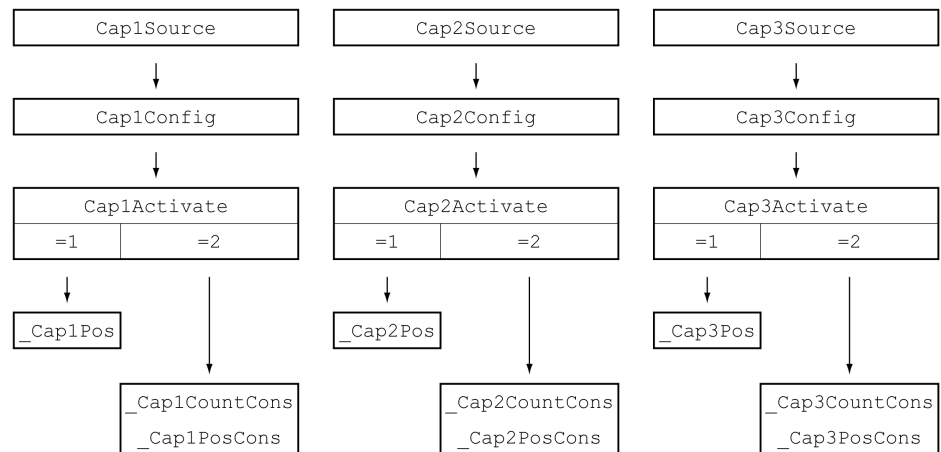 Cap1Source Cap2Source Cap3Source
Cap1Config Cap2Config Cap3Config
Cap1Activate Cap2Activate Cap3Activate
=1 =2 =1 =2 =1 =2
_Cap1Pos _Cap2Pos _Cap3Pos
_Cap1CountCons _Cap2CountCons _Cap3CountCons
_Cap1PosCons _Cap2PosCons _Cap3PosCons